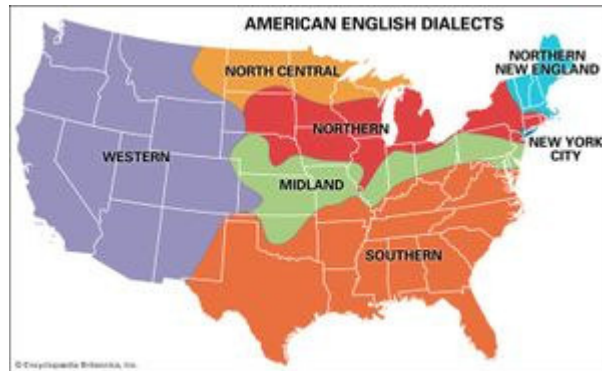 AMERICAN ENGLISH DIALECTS
NORTHERN
NEW ENGLAND
NORTH CENTRAL
NORTHERN
NEW YORK
CITY
WESTERN
MIDLAND
SOUTHERN
© Encyclopædia Britannica, Inc.